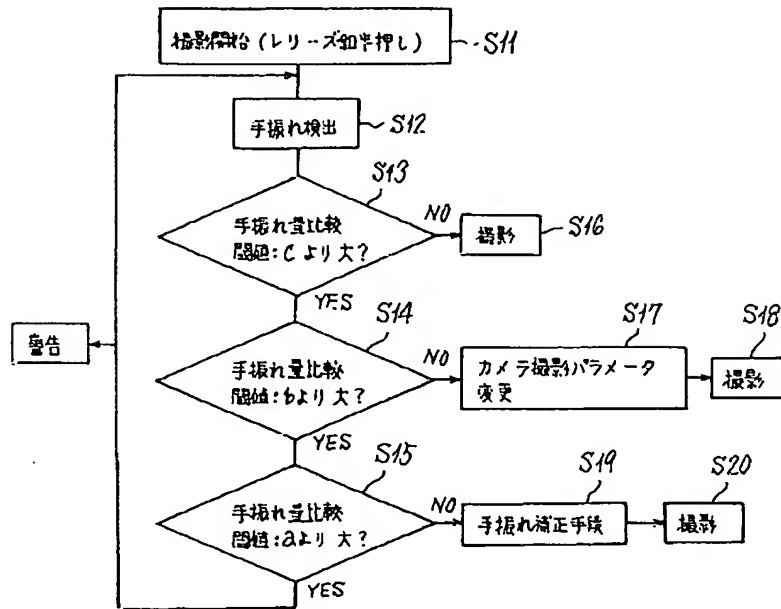 撮影開始(レリーズ釦半押し)
S11
手振れ検出
S12
S13
手振れ量比較
閾値:cより大?
NO
撮影
S16
YES
S14
手振れ量比較
閾値:bより大?
NO
S17
カメラ撮影パラメータ
変更
S18
撮影
警告
YES
S15
手振れ量比較
閾値:aより大?
NO
S19
手振れ補正手段
S20
撮影
YES